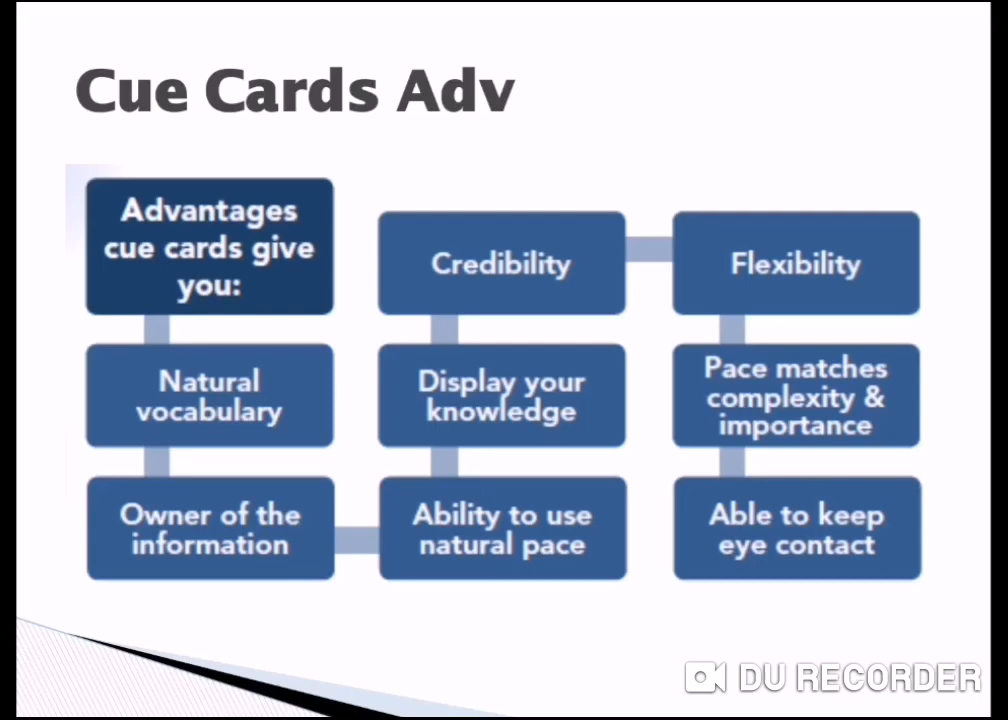 Cue Cards Adv
Advantages
cue cards give
you:
Natural
vocabulary
Owner of the
information
Ability to use
natural pace
Display your
knowledge
Credibility
Flexibility
Pace matches
complexity &
importance
Able to keep
eye contact
DU RECORDER